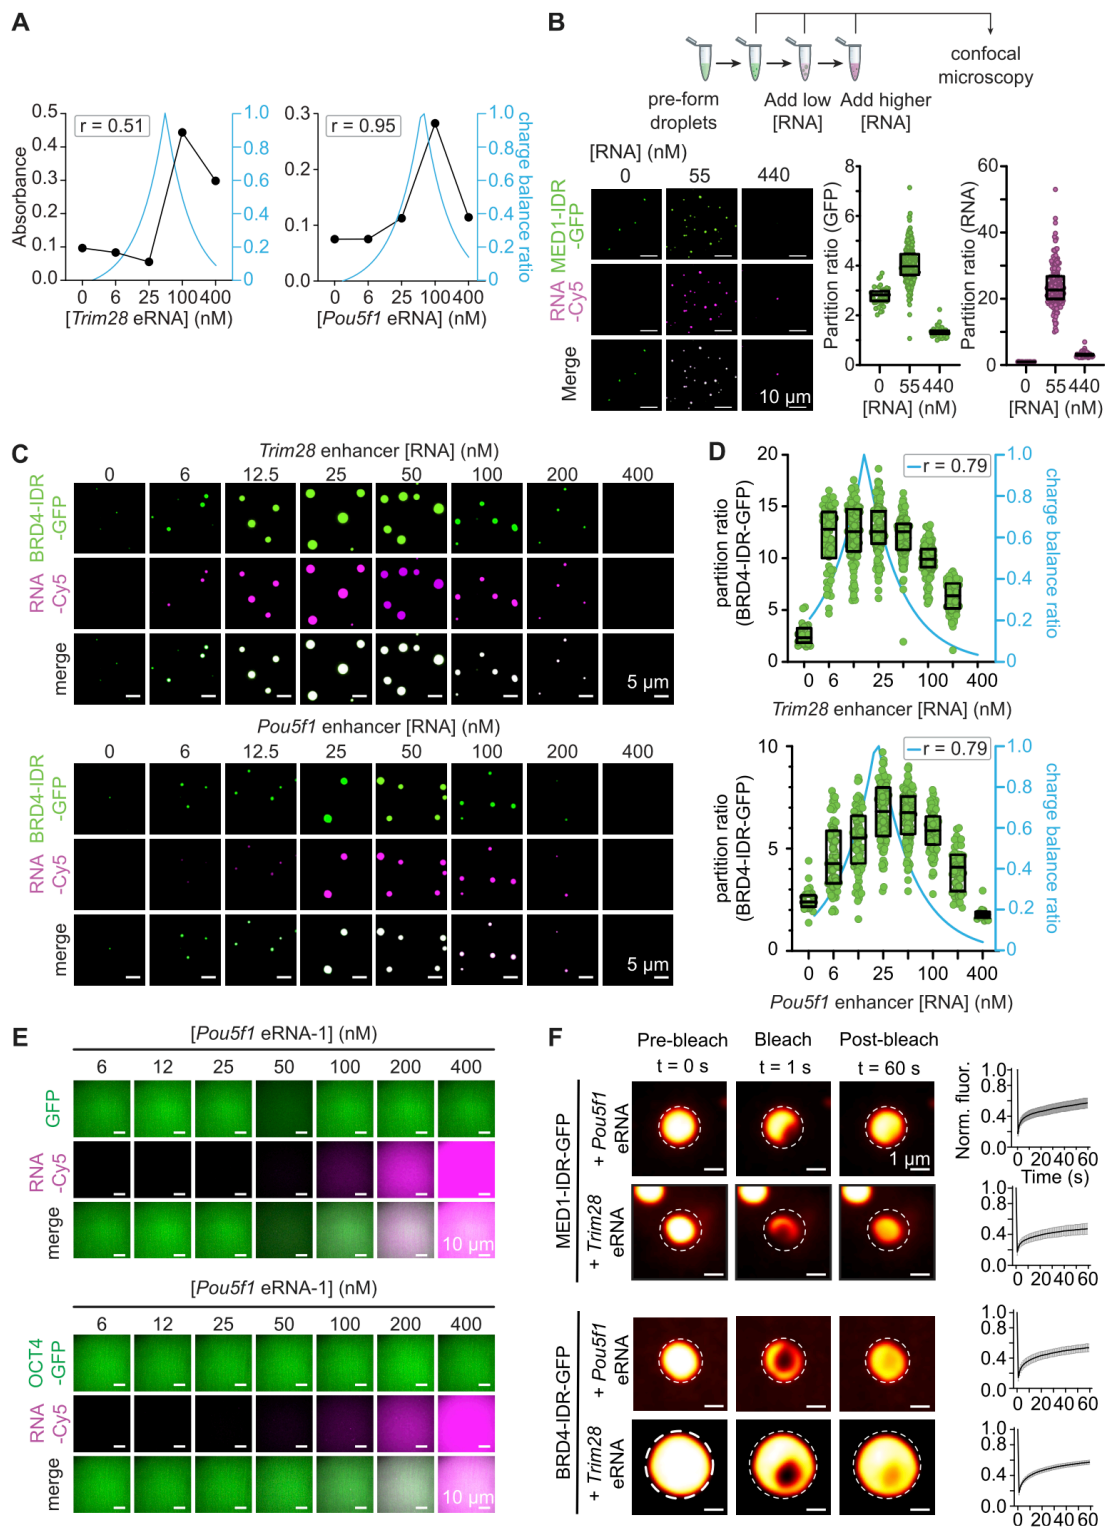 A
r = 0.51
r = 0.95
Absorbance
0.5
0.4
0.3
0.2
0.1
0.0
1.0
0.8
0.6
0.4
0.2
0
0 6 25 100 400
[Trim28 eRNA] (nM)
0.3
0.2
0.1
0.0
1.0
0.8
0.6
0.4
0.2
0
charge balance ratio
0 6 25 100 400
[Pou5f1 eRNA] (nM)
B
pre-form droplets
Add low [RNA]
Add higher [RNA]
confocal microscopy
[RNA] (nM)
0 55 440
MED1-IDR
-GFP
RNA
-Cy5
Merge
10 µm
Partition ratio (GFP)
8
6
4
2
0
0 55 440
[RNA] (nM)
Partition ratio (RNA)
60
40
20
0
0 55 440
[RNA] (nM)
C
Trim28 enhancer [RNA] (nM)
0 6 12.5 25 50 100 200 400
BRD4-IDR
-GFP
RNA
-Cy5
merge
5 µm
Pou5f1 enhancer [RNA] (nM)
0 6 12.5 25 50 100 200 400
BRD4-IDR
-GFP
RNA
-Cy5
merge
5 µm
D
r = 0.79
partition ratio
(BRD4-IDR-GFP)
20
15
10
5
0
1.0
0.8
0.6
0.4
0.2
0
charge balance ratio
0 6 25 100 400
Trim28 enhancer [RNA] (nM)
r = 0.79
partition ratio
(BRD4-IDR-GFP)
10
5
0
1.0
0.8
0.6
0.4
0.2
0
charge balance ratio
0 6 25 100 400
Pou5f1 enhancer [RNA] (nM)
E
[Pou5f1 eRNA-1] (nM)
6 12 25 50 100 200 400
GFP
RNA
-Cy5
merge
10 µm
[Pou5f1 eRNA-1] (nM)
6 12 25 50 100 200 400
OCT4
-GFP
RNA
-Cy5
merge
10 µm
F
Pre-bleach Bleach Post-bleach
t = 0 s t = 1 s t = 60 s
MED1-IDR-GFP
+ Pou5f1
eRNA
1 µm
Norm. fluor.
1.0
0.4
0.0
0 20 40 60
Time (s)
+ Trim28
eRNA
1.0
0.4
0.0
0 20 40 60
BRD4-IDR-GFP
+ Pou5f1
eRNA
1.0
0.4
0.0
0 20 40 60
+ Trim28
eRNA
1.0
0.4
0.0
0 20 40 60